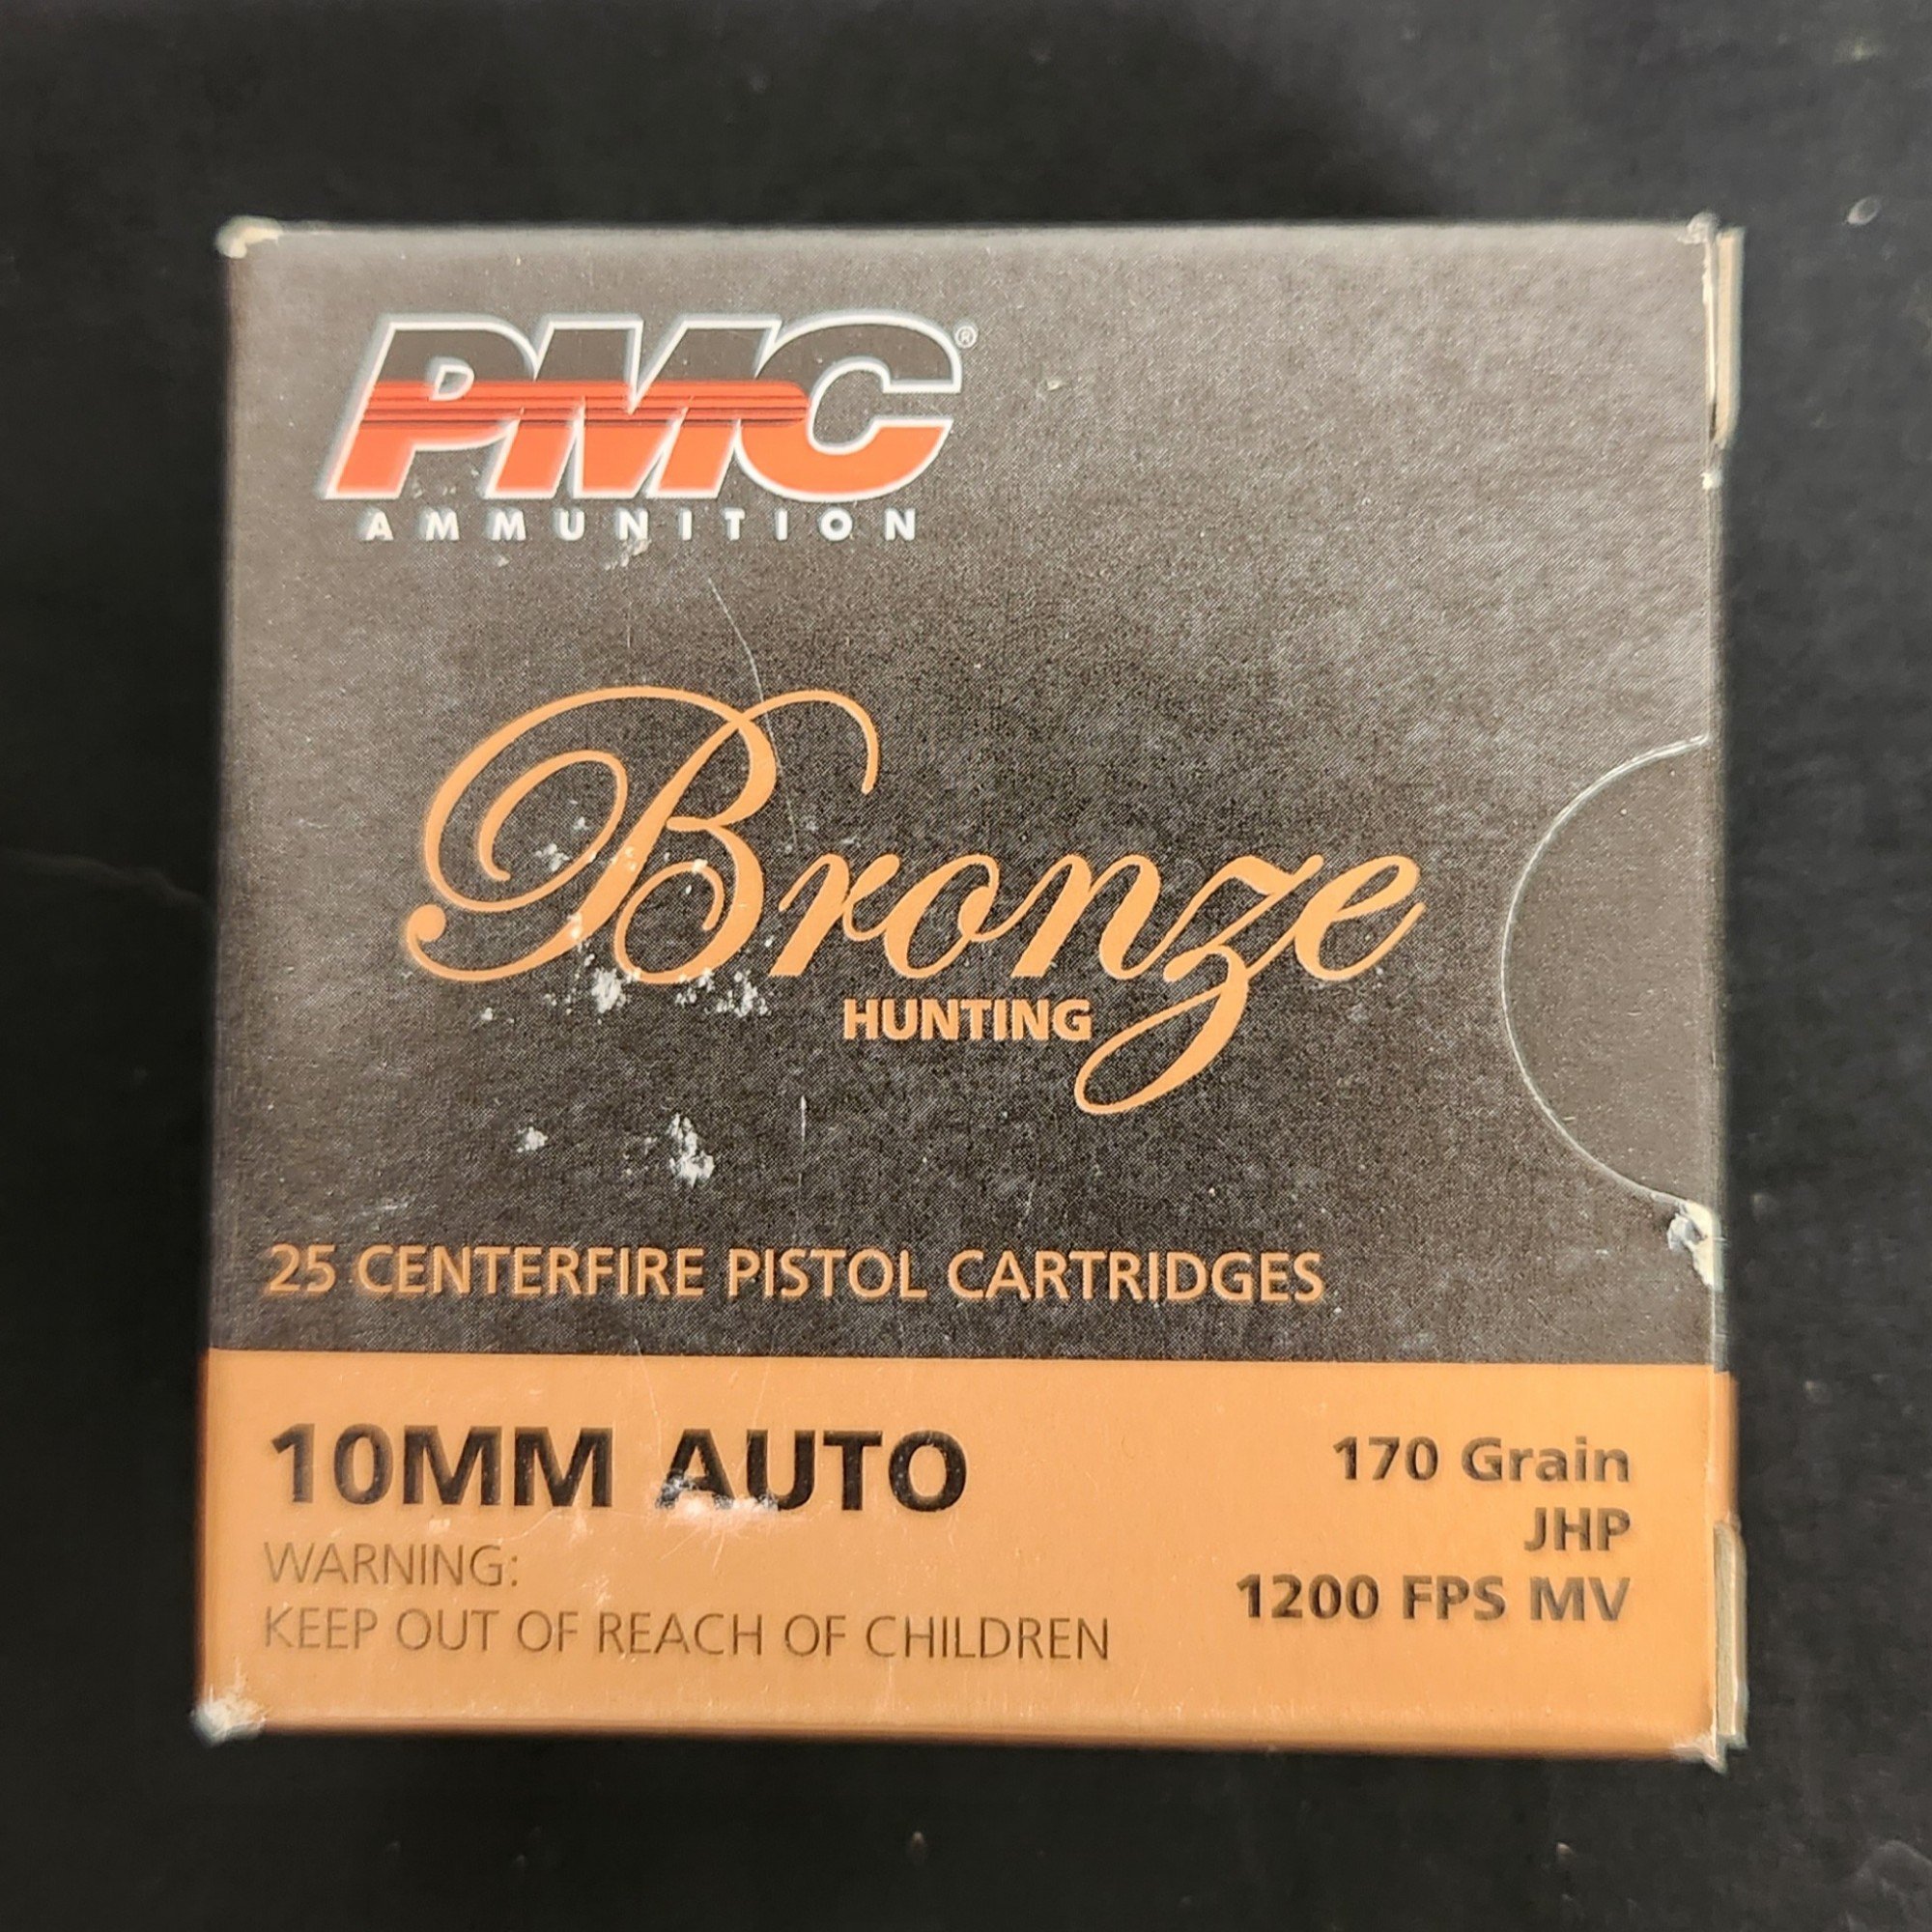 PMC®
AMMUNITION
Bronze
HUNTING
25 CENTERFIRE PISTOL CARTRIDGES
10MM AUTO
WARNING:
KEEP OUT OF REACH OF CHILDREN
170 Grain
JHP
1200 FPS MV